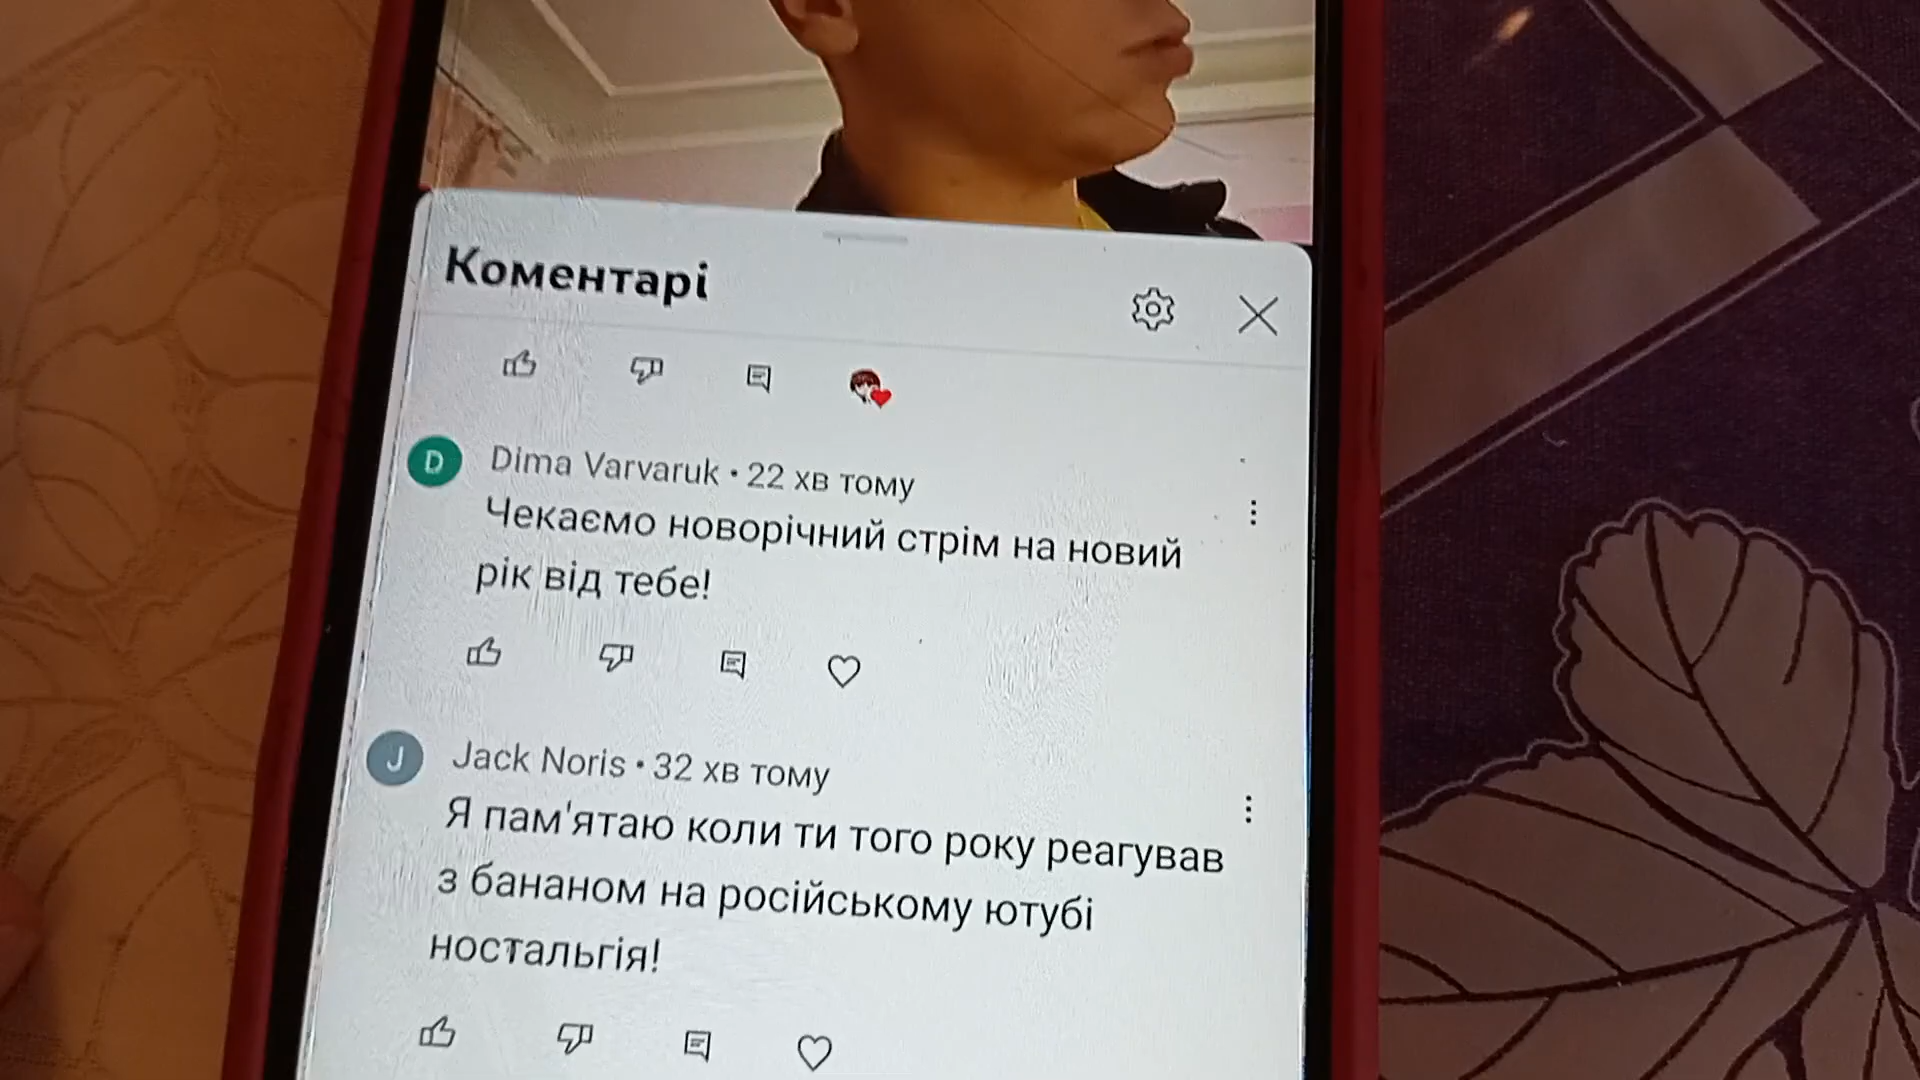 Коментарі
D
Dima Varvaruk • 22 хв тому
Чекаємо новорічний стрім на новий
рік від тебе!
J
Jack Noris • 32 хв тому
Я пам'ятаю коли ти того року реагував
з бананом на російському ютубі
ностальгія!